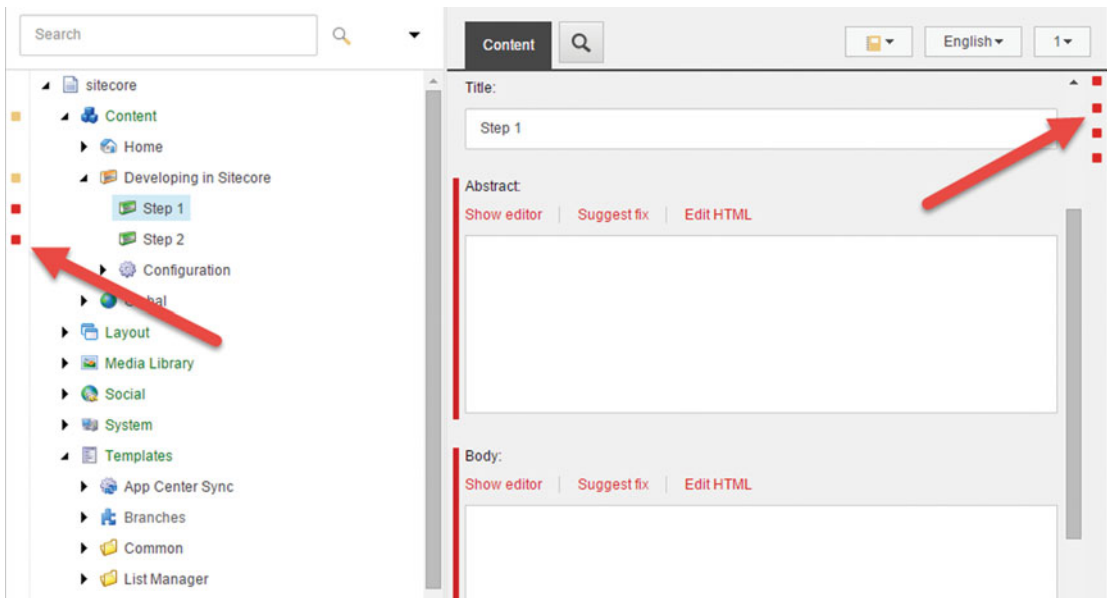 Search
sitecore
Content
Home
Developing in Sitecore
Step 1
Step 2
Configuration
Global
Layout
Media Library
Social
System
Templates
App Center Sync
Branches
Common
List Manager
Content
English
1
Title:
Step 1
Abstract:
Show editor Suggest fix Edit HTML
Body:
Show editor Suggest fix Edit HTML